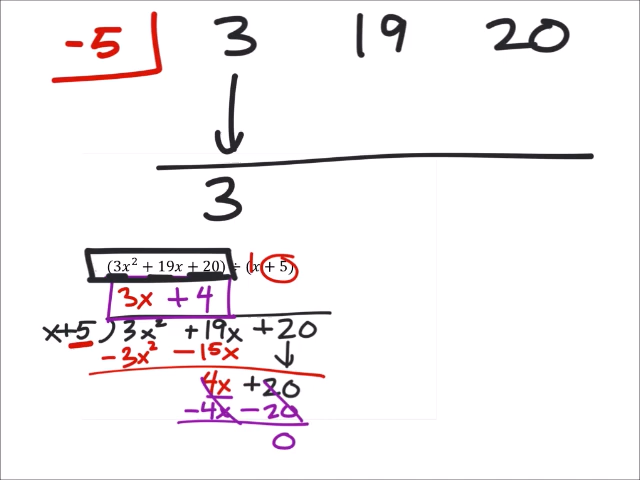 -5 3 19 20
3
(3x² + 19x + 20) ÷ (x + 5)
3x + 4
x+5 ) 3x² +19x +20
-3x² -15x
4x +20
-4x -20
0